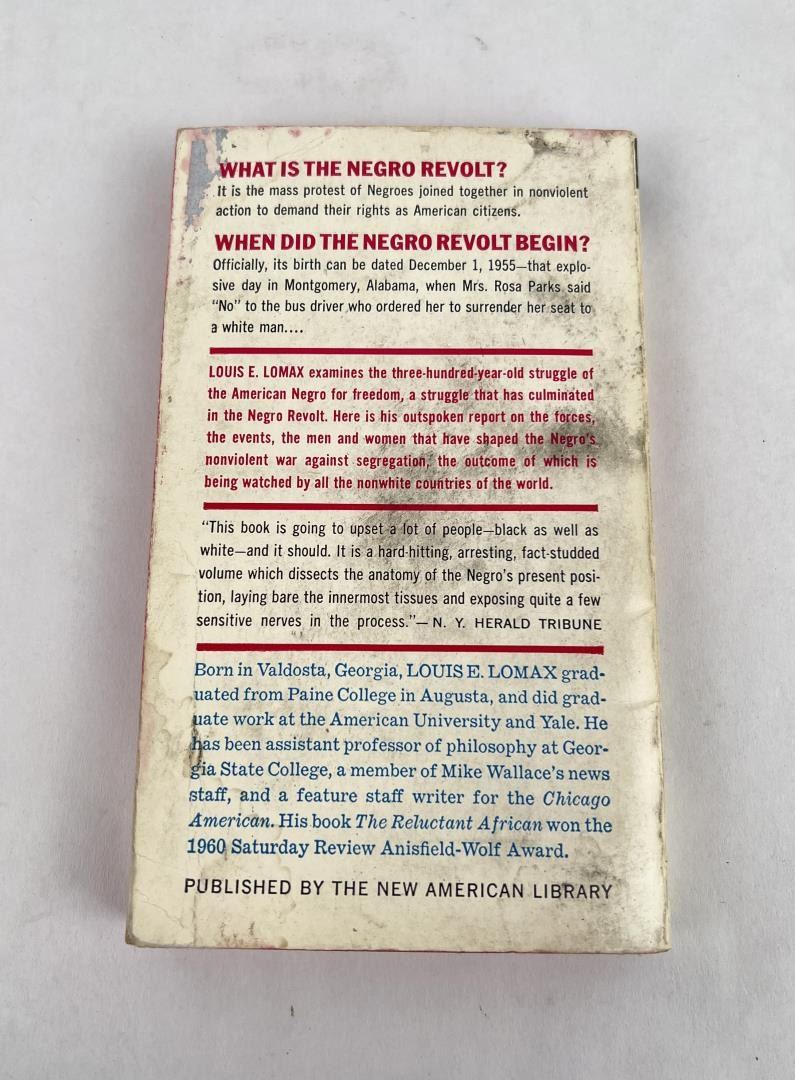 WHAT IS THE NEGRO REVOLT?
It is the mass protest of Negroes joined together in nonviolent
action to demand their rights as American citizens.
WHEN DID THE NEGRO REVOLT BEGIN?
Officially, its birth can be dated December 1, 1955—that explo-
sive day in Montgomery, Alabama, when Mrs. Rosa Parks said
“No” to the bus driver who ordered her to surrender her seat to
a white man....
LOUIS E. LOMAX examines the three-hundred-year-old struggle of
the American Negro for freedom, a struggle that has culminated
in the Negro Revolt. Here is his outspoken report on the forces,
the events, the men and women that have shaped the Negro’s
nonviolent war against segregation, the outcome of which is
being watched by all the nonwhite countries of the world.
“This book is going to upset a lot of people—black as well as
white—and it should. It is a hard-hitting, arresting, fact-studded
volume which dissects the anatomy of the Negro’s present posi-
tion, laying bare the innermost tissues and exposing quite a few
sensitive nerves in the process.”—N. Y. HERALD TRIBUNE
Born in Valdosta, Georgia, LOUIS E. LOMAX grad-
uated from Paine College in Augusta, and did grad-
uate work at the American University and Yale. He
has been assistant professor of philosophy at Geor-
gia State College, a member of Mike Wallace’s news
staff, and a feature staff writer for the Chicago
American. His book The Reluctant African won the
1960 Saturday Review Anisfield-Wolf Award.
PUBLISHED BY THE NEW AMERICAN LIBRARY